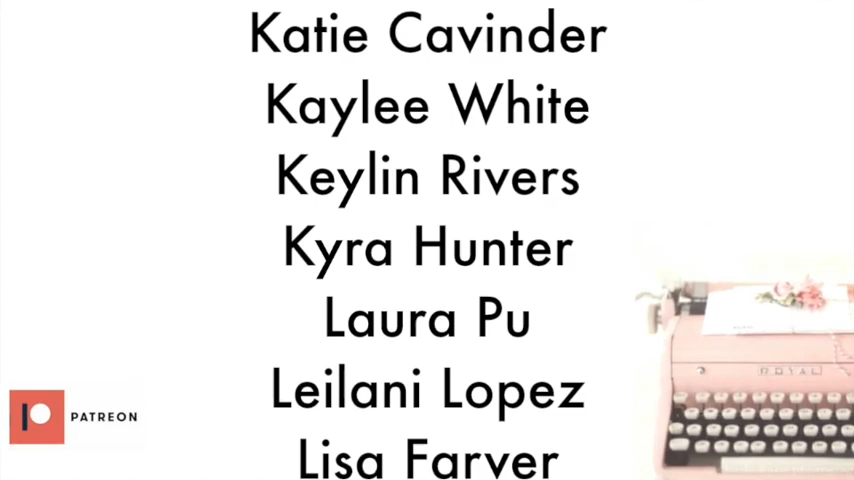 Katie Cavinder
Kaylee White
Keylin Rivers
Kyra Hunter
Laura Pu
Leilani Lopez
Lisa Farver
PATREON
ROYAL